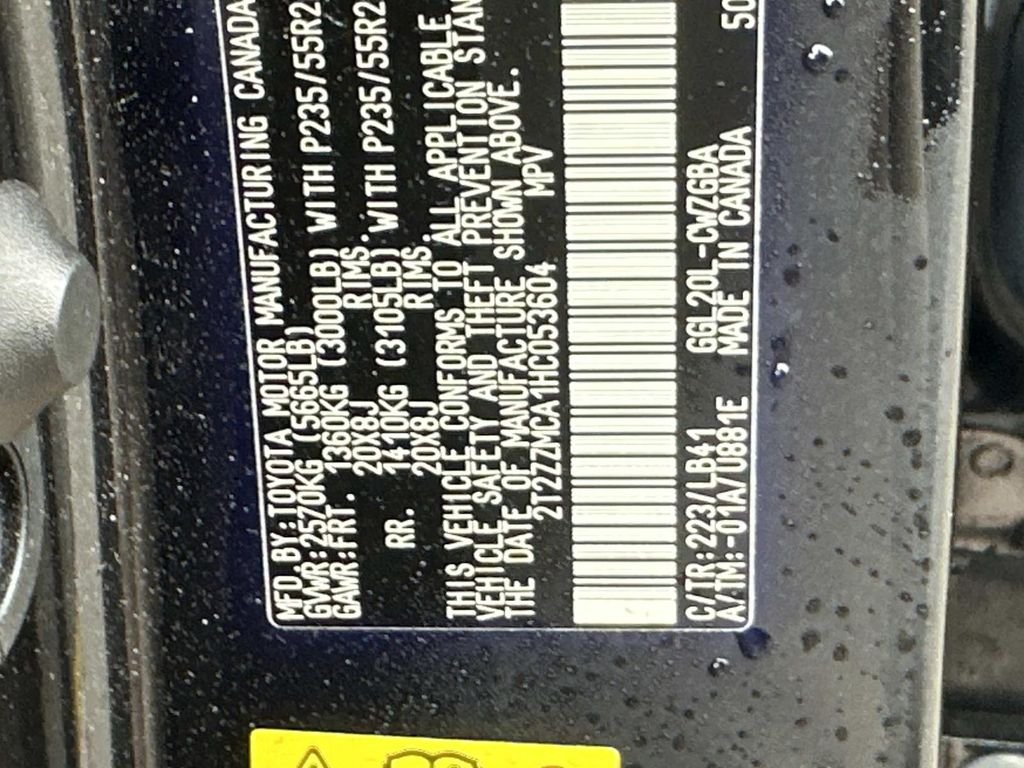 MFD.BY:TOYOTA MOTOR MANUFACTURING CANADA
GVWR:2570KG (5665LB)
GAWR:FRT. 1360KG (3000LB) WITH P235/55R2
20X8J RIMS.
RR. 1410KG (3105LB) WITH P235/55R2
20X8J RIMS.
THIS VEHICLE CONFORMS TO ALL APPLICABLE
VEHICLE SAFETY AND THEFT PREVENTION STAN
THE DATE OF MANUFACTURE SHOWN ABOVE.
2T2ZZMCA1HC053604 MPV
C/TR:223/LB41 GGL20L-CWZGBA
A/TM:-01A/U881E MADE IN CANADA 50